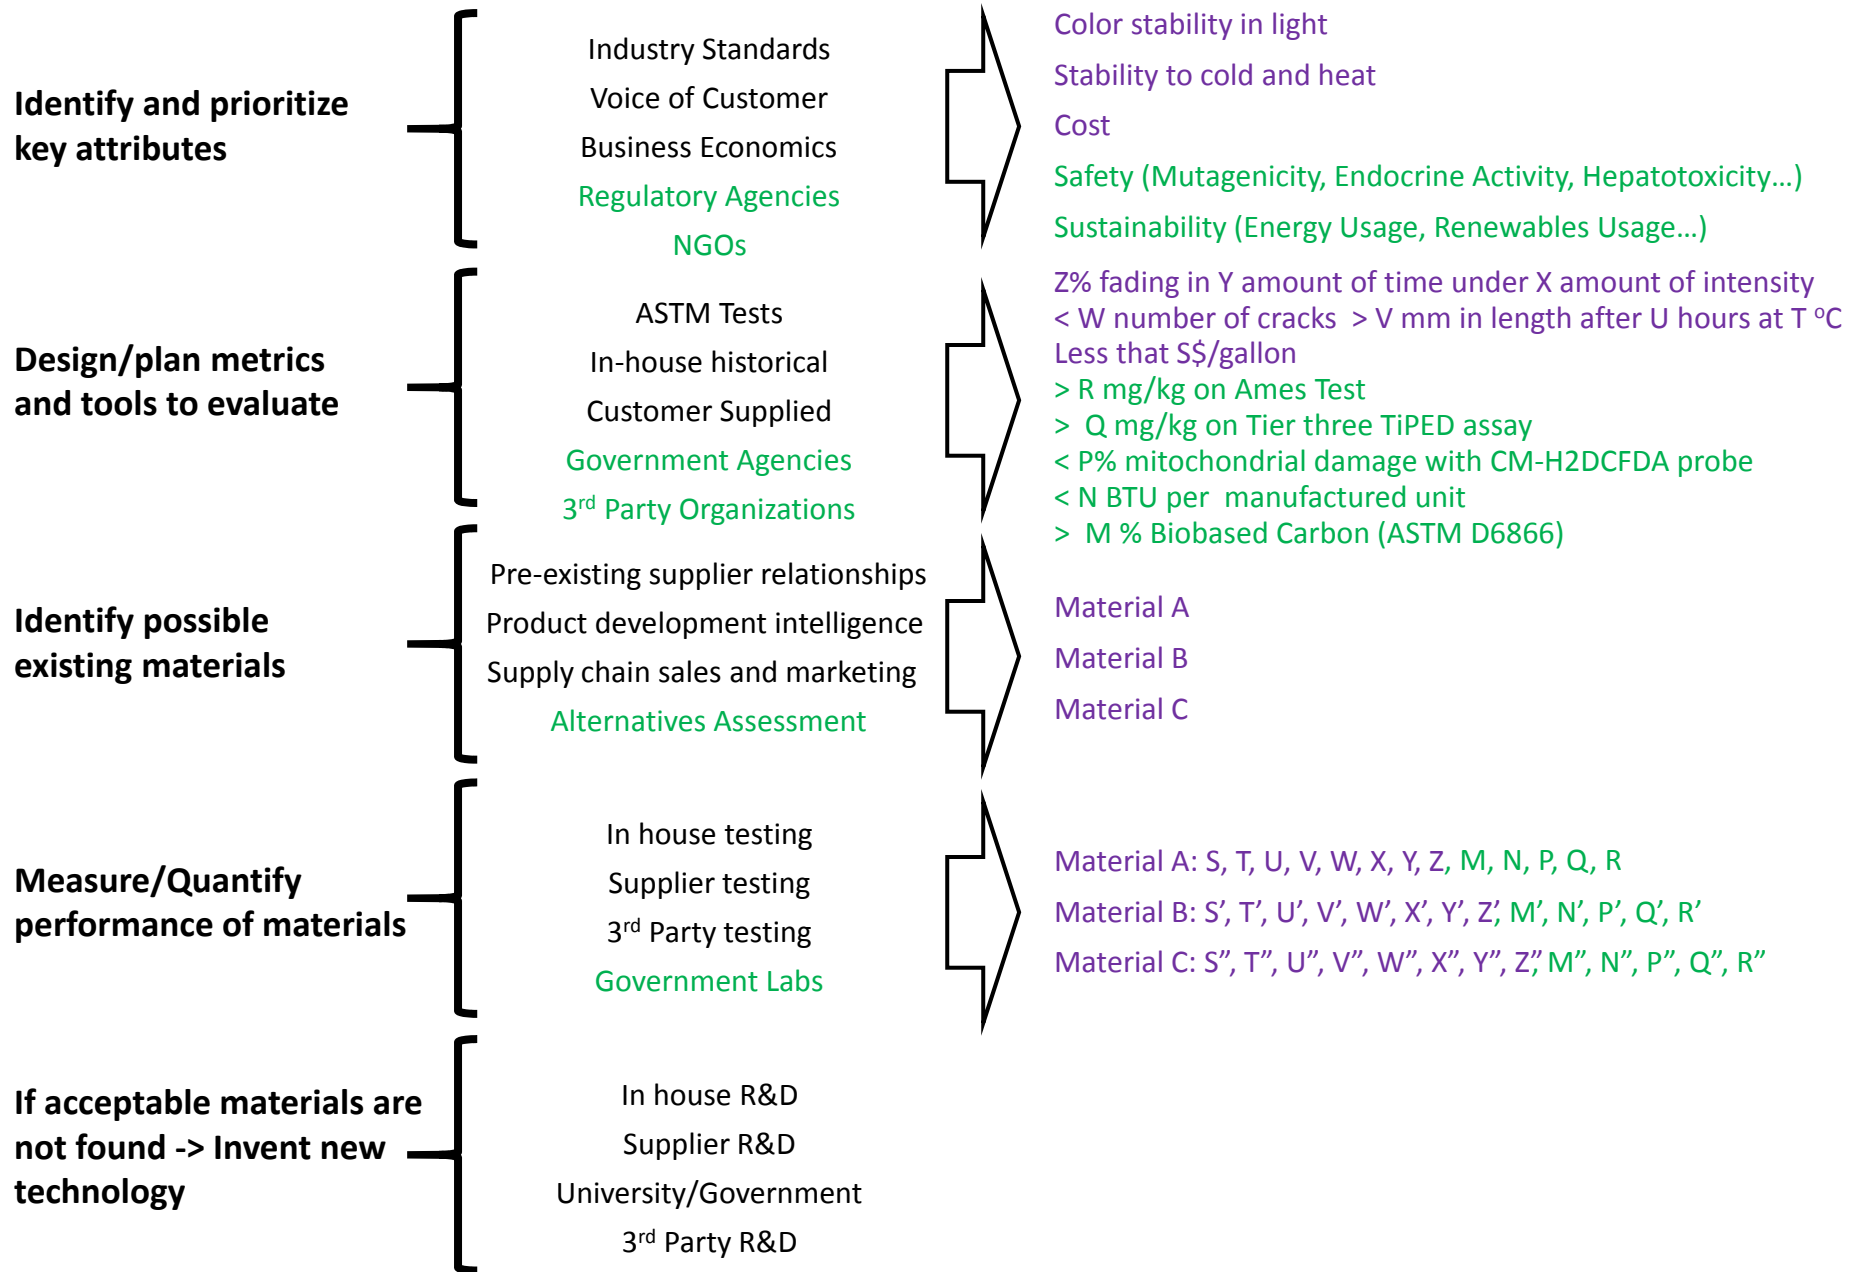 Identify and prioritize
key attributes
Industry Standards
Voice of Customer
Business Economics
Regulatory Agencies
NGOs
Color stability in light
Stability to cold and heat
Cost
Safety (Mutagenicity, Endocrine Activity, Hepatotoxicity...)
Sustainability (Energy Usage, Renewables Usage...)
Design/plan metrics
and tools to evaluate
ASTM Tests
In-house historical
Customer Supplied
Government Agencies
3rd Party Organizations
Z% fading in Y amount of time under X amount of intensity
< W number of cracks > V mm in length after U hours at T °C
Less that S$/gallon
> R mg/kg on Ames Test
> Q mg/kg on Tier three TiPED assay
< P% mitochondrial damage with CM-H2DCFDA probe
< N BTU per manufactured unit
> M % Biobased Carbon (ASTM D6866)
Identify possible
existing materials
Pre-existing supplier relationships
Product development intelligence
Supply chain sales and marketing
Alternatives Assessment
Material A
Material B
Material C
Measure/Quantify
performance of materials
In house testing
Supplier testing
3rd Party testing
Government Labs
Material A: S, T, U, V, W, X, Y, Z, M, N, P, Q, R
Material B: S’, T’, U’, V’, W’, X’, Y’, Z’, M’, N’, P’, Q’, R’
Material C: S”, T”, U”, V”, W”, X”, Y”, Z”, M”, N”, P”, Q”, R”
If acceptable materials are
not found -> Invent new
technology
In house R&D
Supplier R&D
University/Government
3rd Party R&D